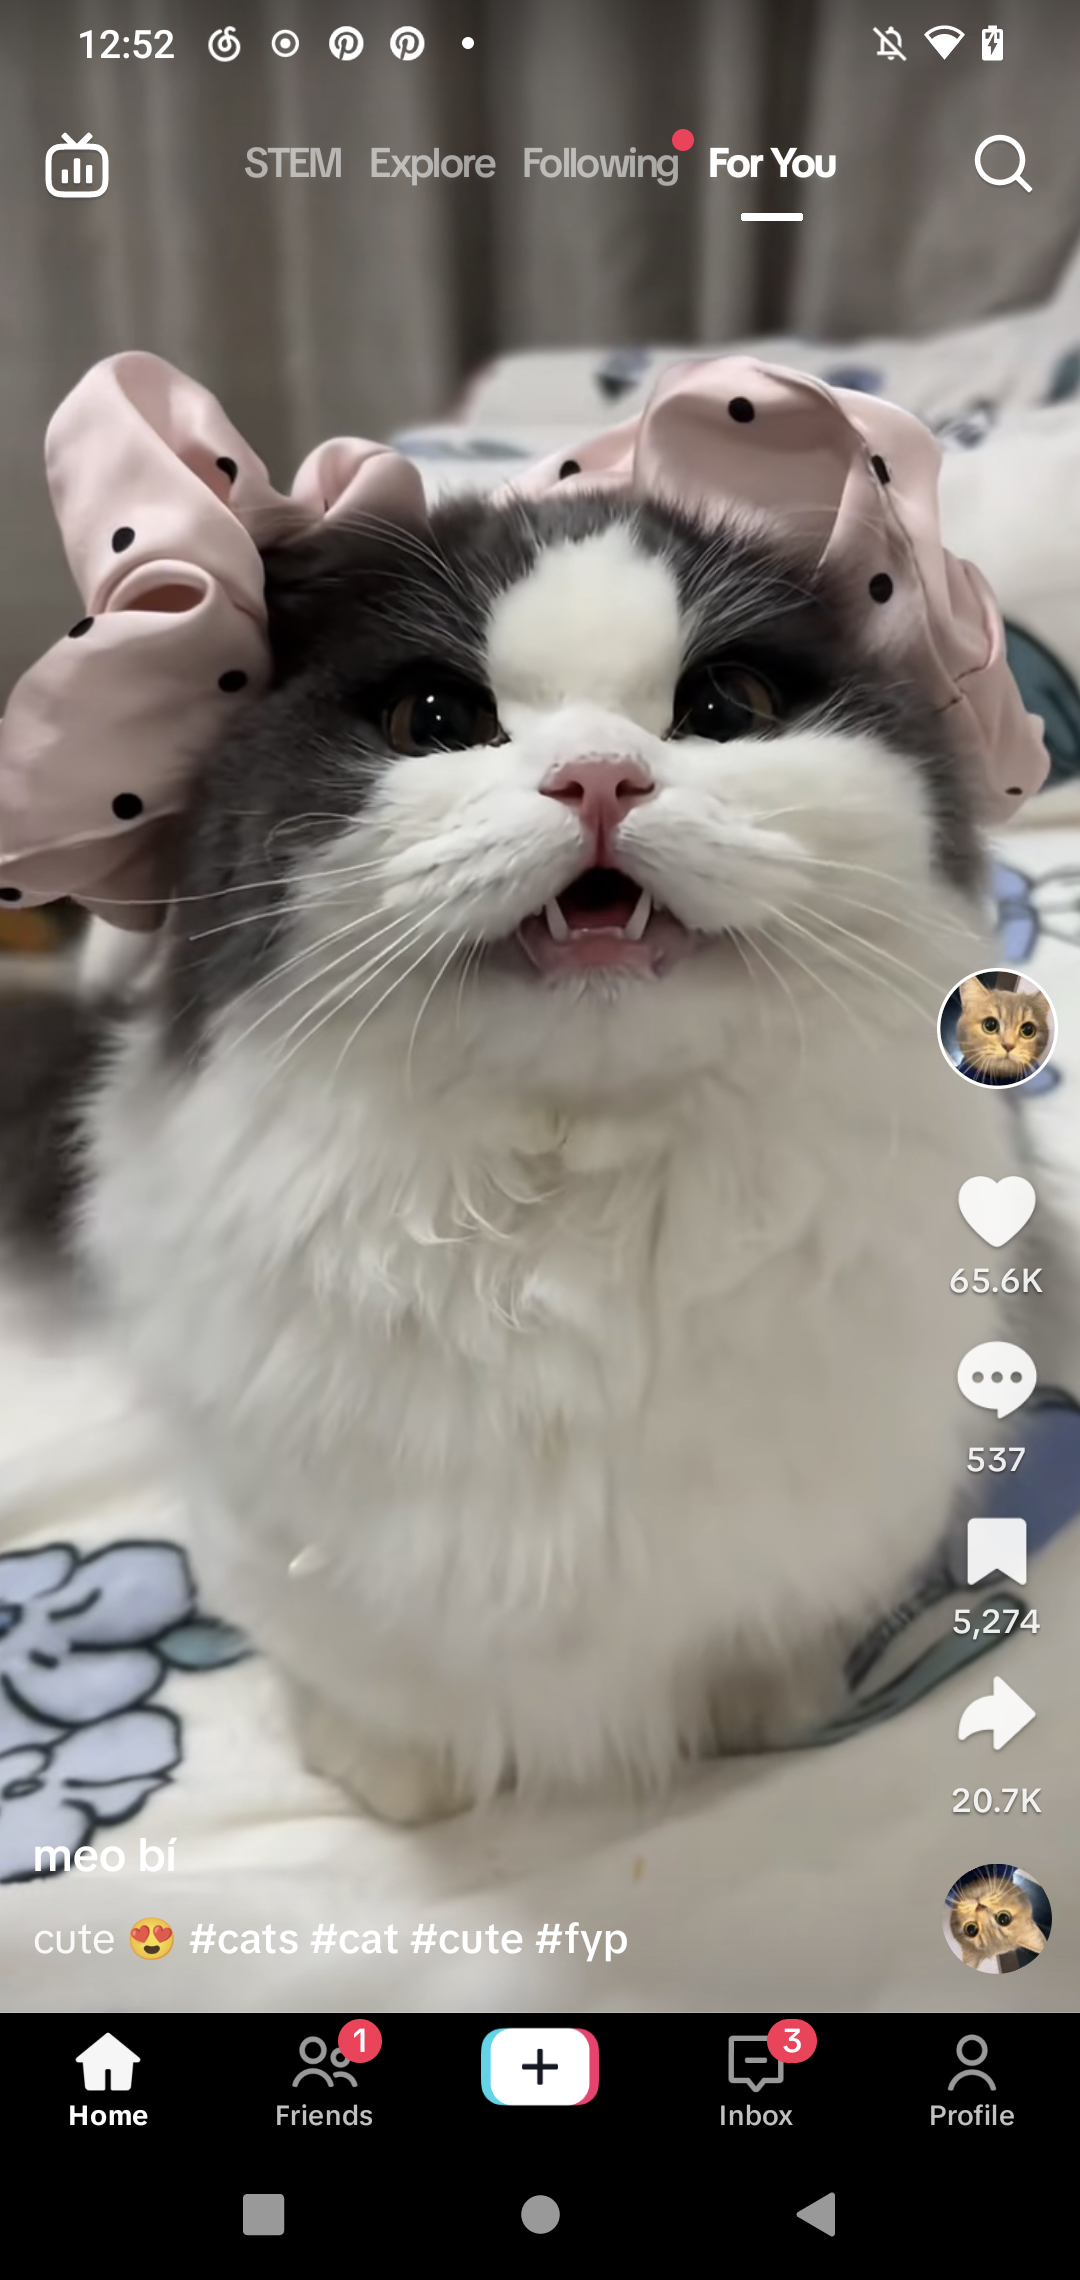 12:52
STEM Explore Following For You
65.6K
537
5,274
20.7K
meo bí
cute 😍 #cats #cat #cute #fyp
1
3
Home Friends Inbox Profile